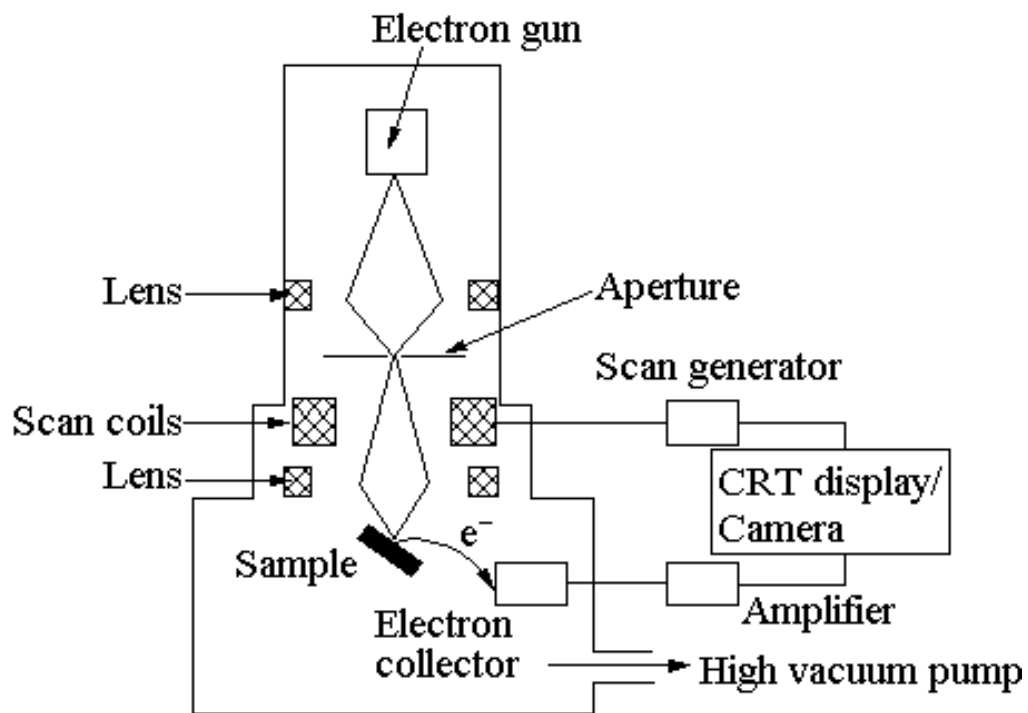 Electron gun
Lens
Aperture
Scan generator
Scan coils
Lens
CRT display/
Camera
e⁻
Sample
Amplifier
Electron
collector
High vacuum pump